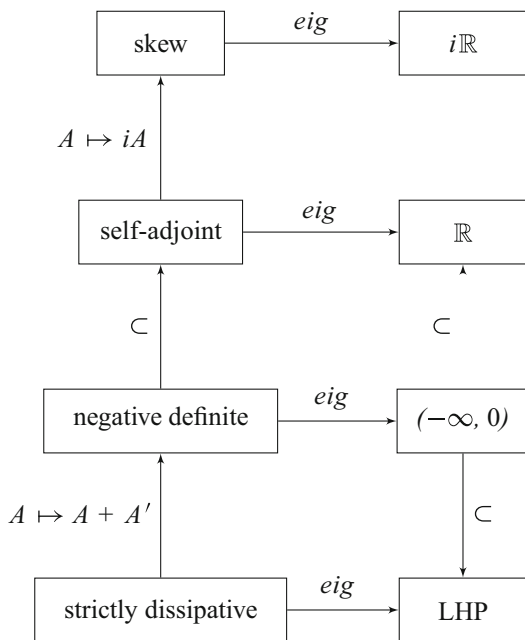 skew
eig
iℝ
A ↦ iA
self-adjoint
eig
ℝ
⊂
⊂
negative definite
eig
(−∞, 0)
A ↦ A + A′
⊂
strictly dissipative
eig
LHP